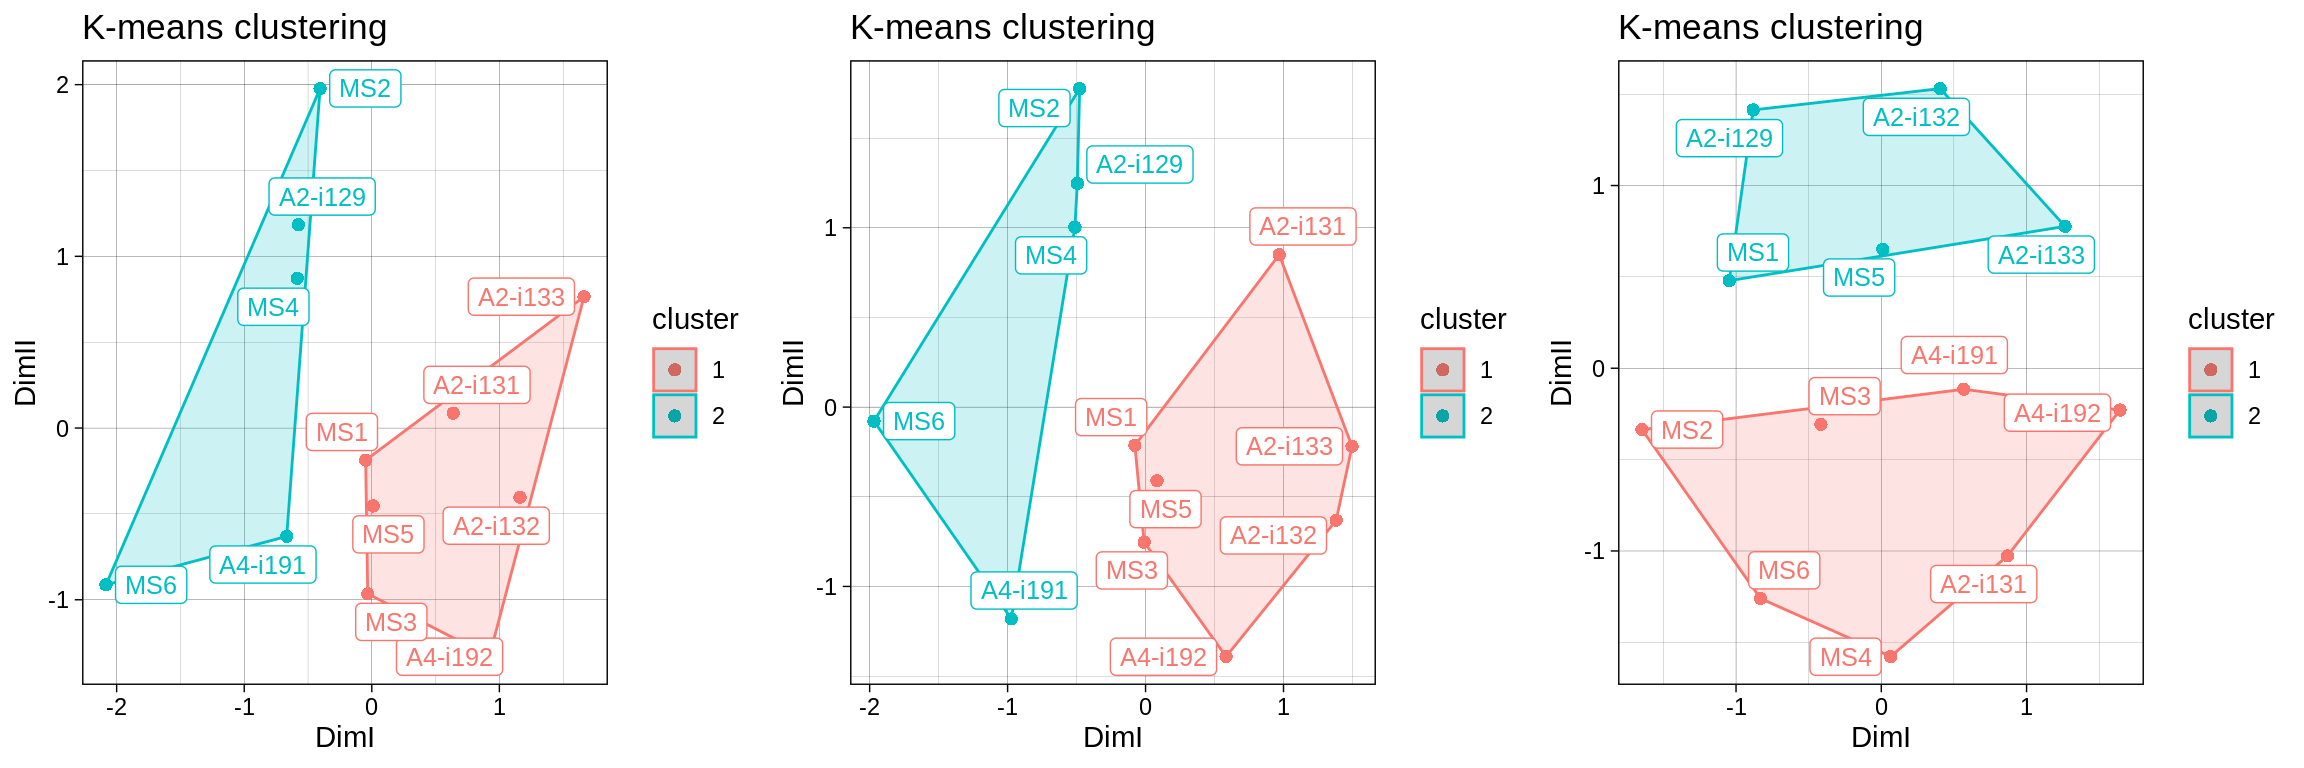 K-means clustering
2
1
0
-1
-2
-1
0
1
DimII
DimI
MS2
A2-i129
MS4
A2-i133
A2-i131
MS1
MS5
A2-i132
A4-i191
MS6
MS3
A4-i192
cluster
1
2
K-means clustering
1
0
-1
-2
-1
0
1
DimII
DimI
MS2
A2-i129
A2-i131
MS4
MS1
MS6
A2-i133
MS5
A2-i132
MS3
A4-i191
A4-i192
cluster
1
2
K-means clustering
1
0
-1
-1
0
1
DimII
DimI
A2-i132
A2-i129
MS1
A2-i133
MS5
A4-i191
MS3
A4-i192
MS2
MS6
A2-i131
MS4
cluster
1
2